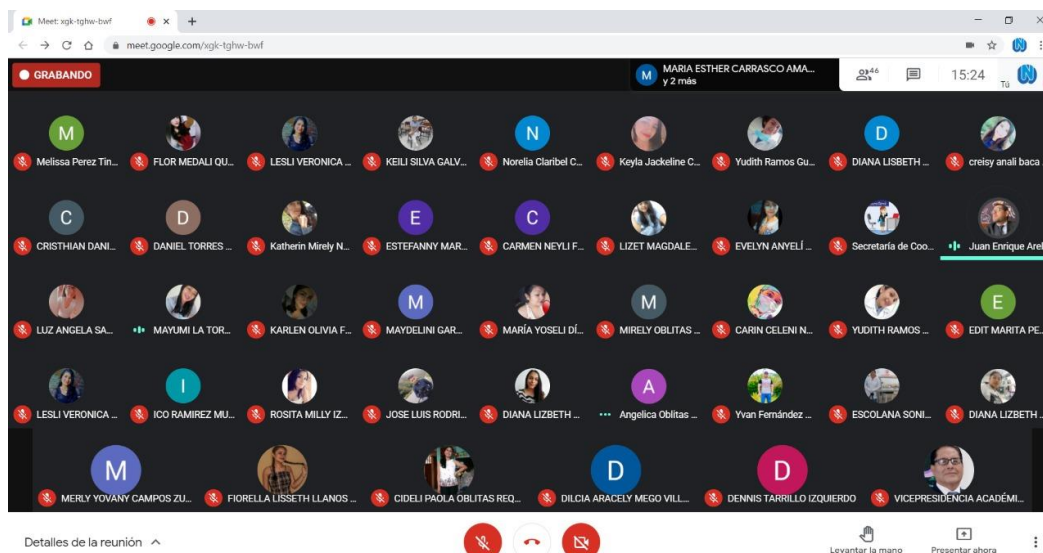 Meet: xgk-tghw-bwf
meet.google.com/xgk-tghw-bwf
GRABANDO
M
MARIA ESTHER CARRASCO AMA...
y 2 más
46
15:24
Tú
M
N
D
Melissa Perez Tin...
FLOR MEDALI QU...
LESLI VERONICA ...
KEILI SILVA GALV...
Norelia Claribel C...
Keyla Jackeline C...
Yudith Ramos Gu...
DIANA LISBETH ...
creisy anali baca
C
D
E
C
CRISTHIAN DANI...
DANIEL TORRES ...
Katherin Mirely N...
ESTEFANNY MAR...
CARMEN NEYLI F...
LIZET MAGDALE...
EVELYN ANYELÍ ...
Secretaría de Coo...
Juan Enrique Arel
M
M
E
LUZ ANGELA SA...
MAYUMI LA TOR...
KARLEN OLIVIA F...
MAYDELINI GAR...
MARÍA YOSELI DÍ...
MIRELY OBLITAS ...
CARIN CELENI N...
YUDITH RAMOS ...
EDIT MARITA PE...
I
A
LESLI VERONICA ...
ICO RAMIREZ MU...
ROSITA MILLY IZ...
JOSE LUIS RODRI...
DIANA LIZBETH ...
Angelica Oblitas ...
Yvan Fernández ...
ESCOLANA SONI...
DIANA LIZBETH ...
M
D
D
MERLY YOVANY CAMPOS ZU...
FIORELLA LISSETH LLANOS ...
CIDELI PAOLA OBLITAS REQ...
DILCIA ARACELY MEGO VILL...
DENNIS TARRILLO IZQUIERDO
VICEPRESIDENCIA ACADÉMI...
Detalles de la reunión
Levantar la mano
Presentar ahora